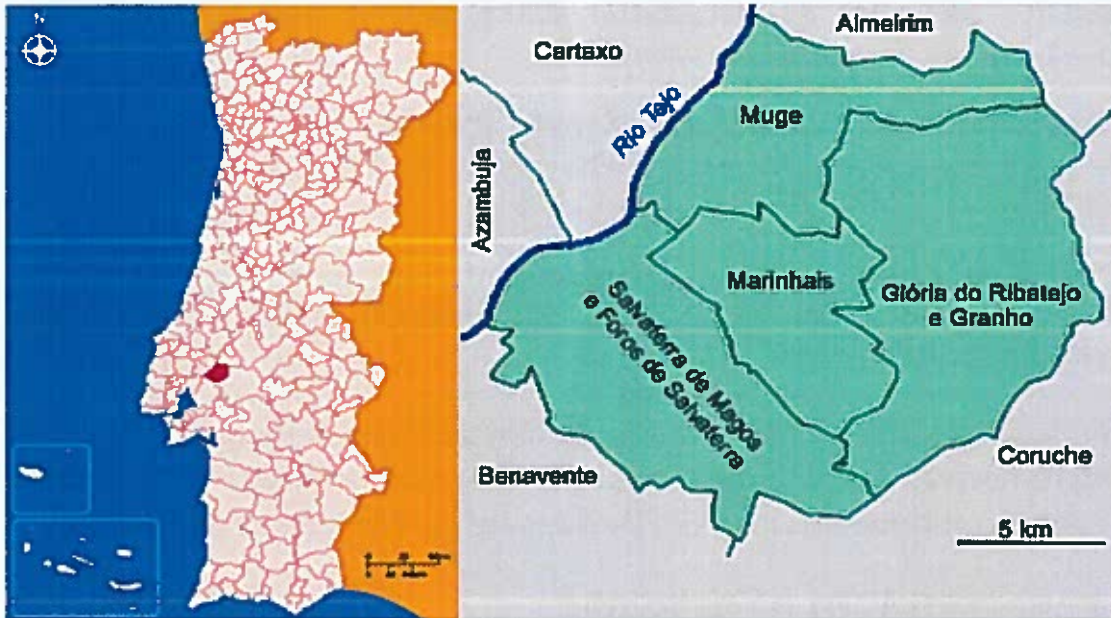 Cartaxo
Almeirim
Rio Tejo
Muge
Azambuja
Marinhais
Glória do Ribatejo
e Granho
Salvaterra de Magos
e Foros de Salvaterra
Benavente
Coruche
5 km